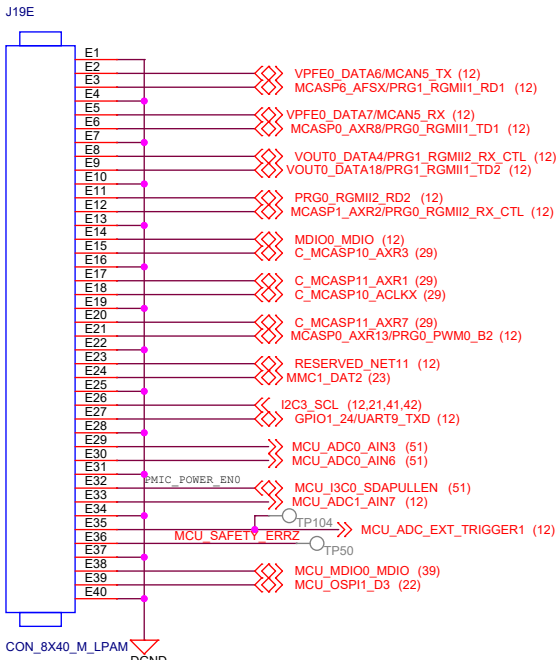 J19E
E1
E2 VPFE0_DATA6/MCAN5_TX (12)
E3 MCASP6_AFSX/PRG1_RGMII1_RD1 (12)
E4
E5 VPFE0_DATA7/MCAN5_RX (12)
E6 MCASP0_AXR8/PRG0_RGMII1_TD1 (12)
E7
E8 VOUT0_DATA4/PRG1_RGMII2_RX_CTL (12)
E9 VOUT0_DATA18/PRG1_RGMII1_TD2 (12)
E10
E11 PRG0_RGMII2_RD2 (12)
E12 MCASP1_AXR2/PRG0_RGMII2_RX_CTL (12)
E13
E14 MDIO0_MDIO (12)
E15 C_MCASP10_AXR3 (29)
E16
E17 C_MCASP11_AXR1 (29)
E18 C_MCASP10_ACLKX (29)
E19
E20 C_MCASP11_AXR7 (29)
E21 MCASP0_AXR13/PRG0_PWM0_B2 (12)
E22
E23 RESERVED_NET11 (12)
E24 MMC1_DAT2 (23)
E25
E26 I2C3_SCL (12,21,41,42)
E27 GPIO1_24/UART9_TXD (12)
E28
E29 MCU_ADC0_AIN3 (51)
E30 MCU_ADC0_AIN6 (51)
E31
E32 PMIC_POWER_EN0 MCU_I3C0_SDAPULLEN (51)
E33 MCU_ADC1_AIN7 (12)
E34 TP104
E35 MCU_ADC_EXT_TRIGGER1 (12)
E36 MCU_SAFETY_ERRZ TP50
E37
E38 MCU_MDIO0_MDIO (39)
E39 MCU_OSPI1_D3 (22)
E40
CON_8X40_M_LPAM
DGND